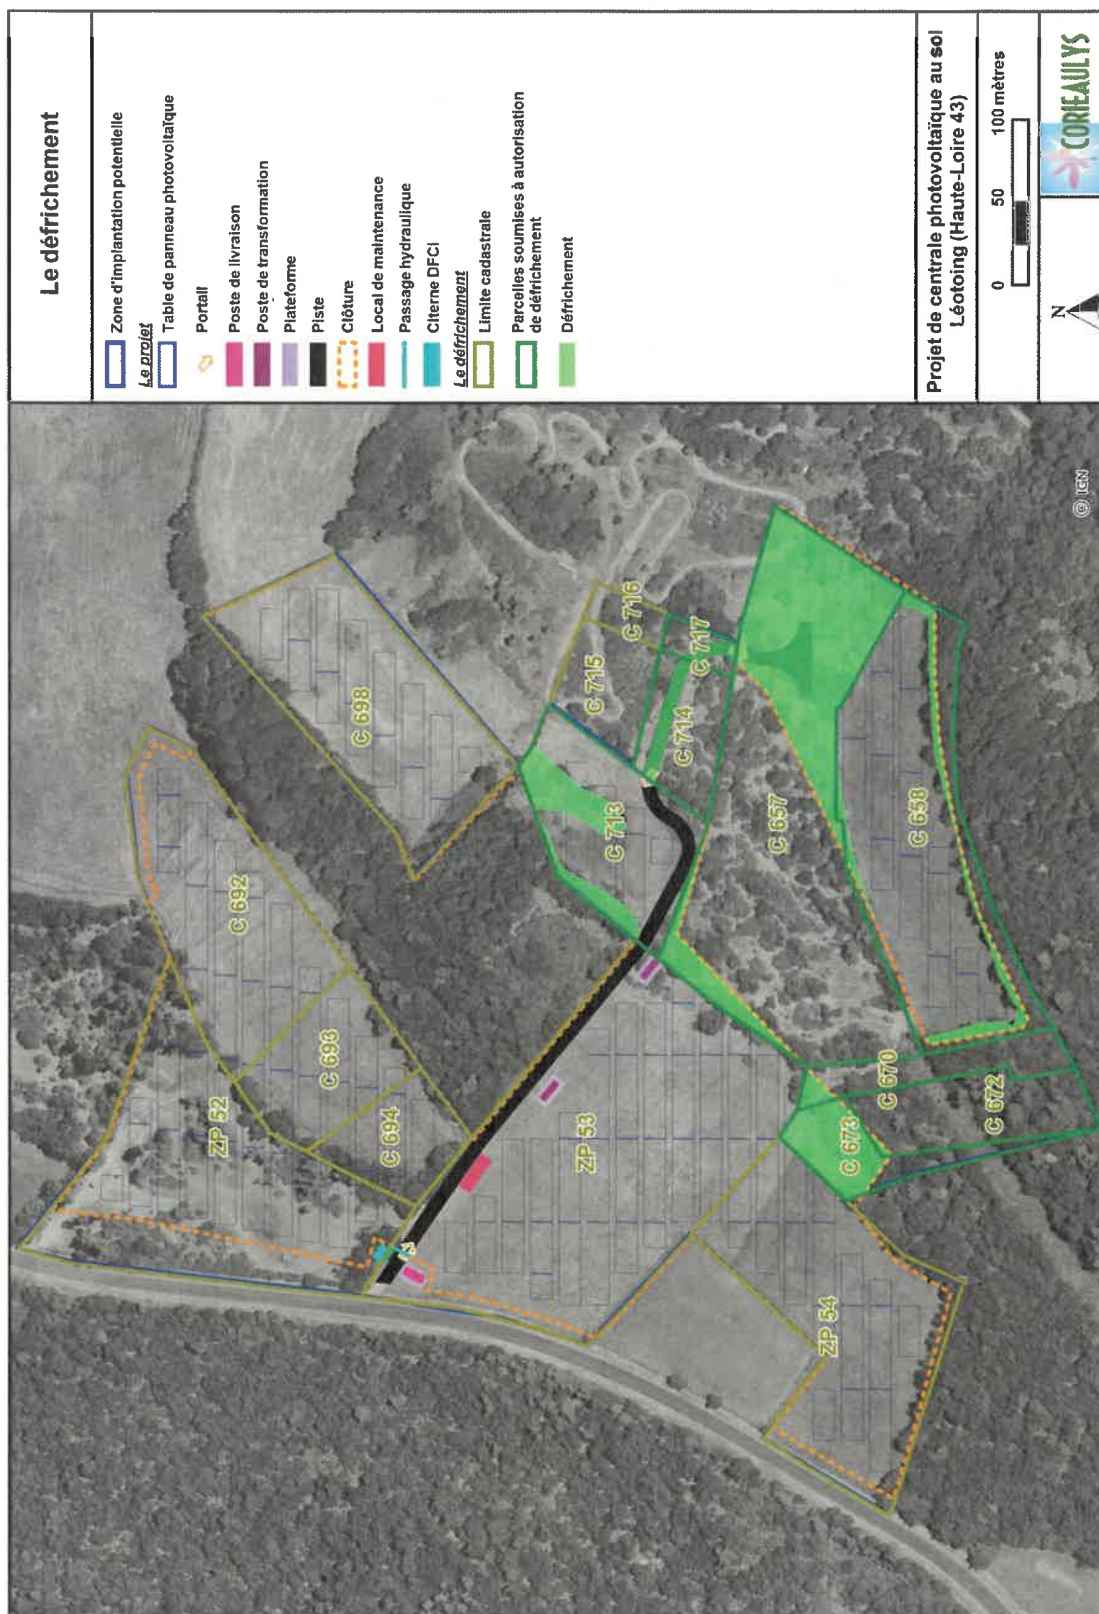 Le défrichement
Zone d'implantation potentielle
Le projet
Table de panneau photovoltaïque
Portail
Poste de livraison
Poste de transformation
Plateforme
Piste
Clôture
Local de maintenance
Passage hydraulique
Citerne DFCI
Le défrichement
Limite cadastrale
Parcelles soumises à autorisation
de défrichement
Défrichement
Projet de centrale photovoltaïque au sol
Léotoing (Haute-Loire 43)
0 50 100 mètres
N
CORIEAULYS
ZP 52
C 692
C 693
C 694
C 698
ZP 53
C 713
C 715
C 716
C 714
C 717
C 657
C 658
C 670
C 672
C 673
ZP 54
© IGN